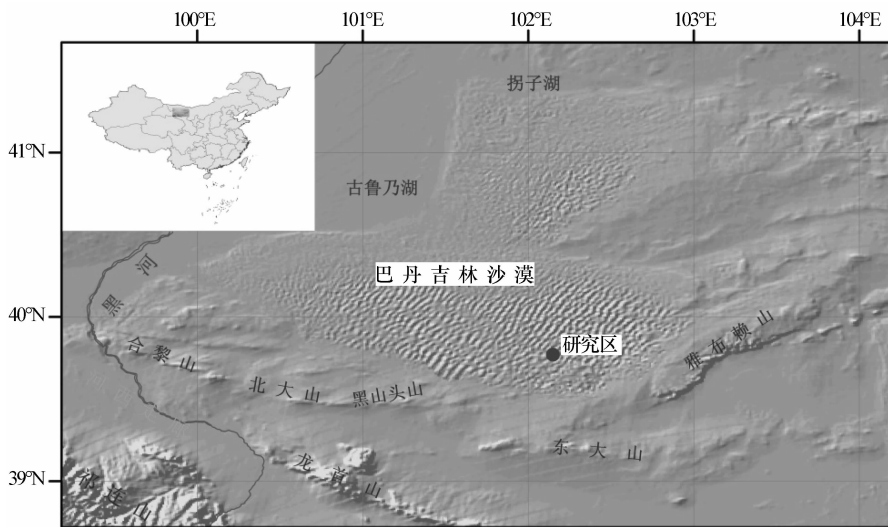 100°E 101°E 102°E 103°E 104°E
拐子湖
41°N
古鲁乃湖
巴丹吉林沙漠
黑河
40°N
研究区
雅布赖山
合黎山
北大山
黑山头山
东大山
龙首山
39°N
祁连山